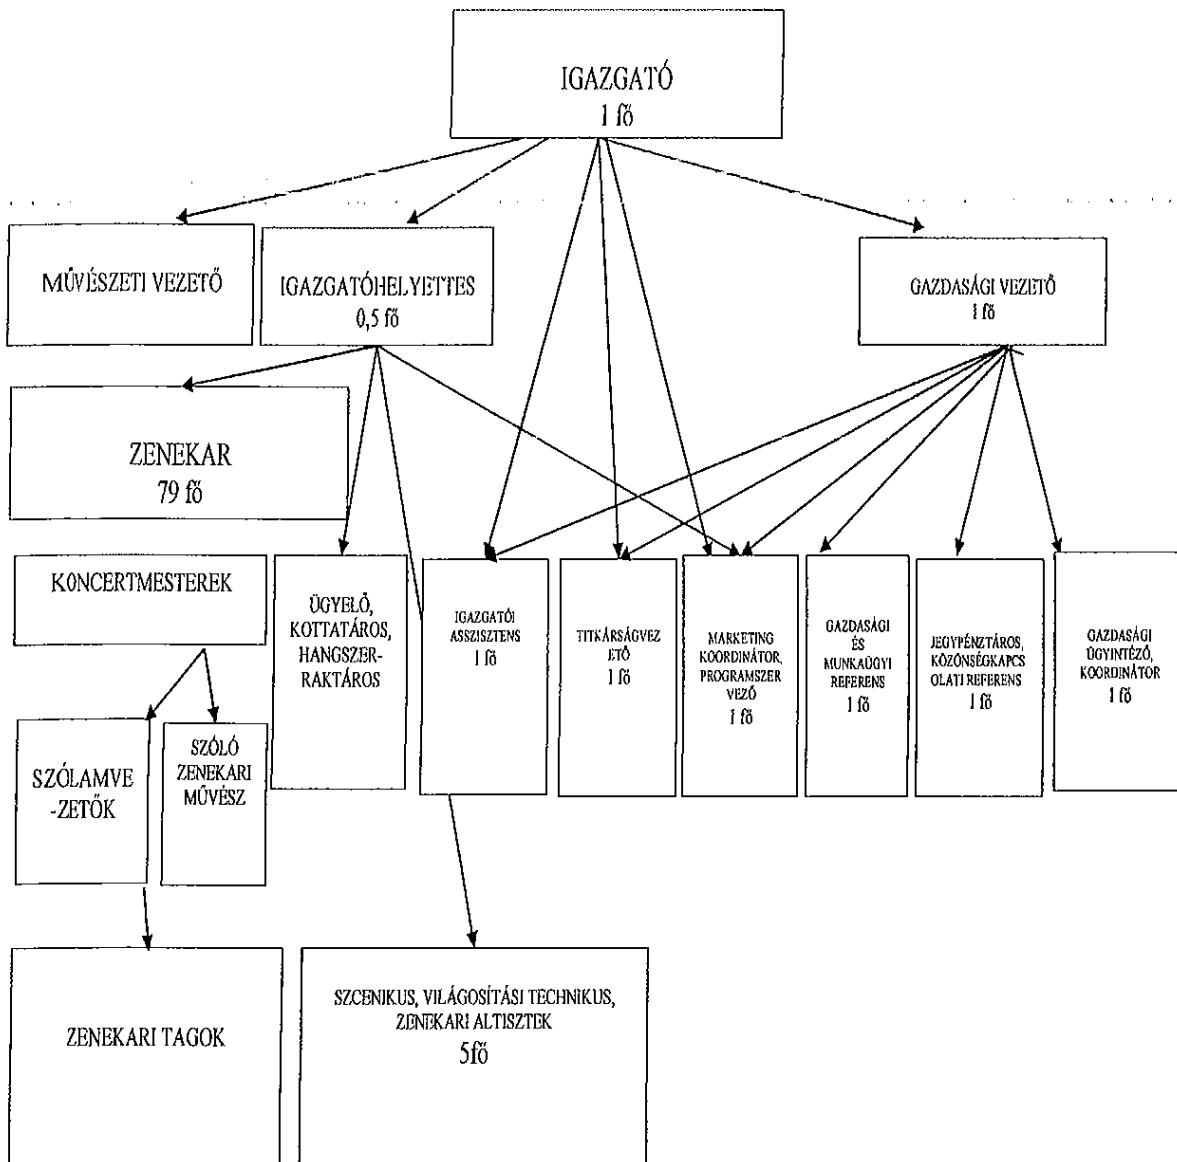 IGAZGATÓ
1 fő
MŰVÉSZETI VEZETŐ
IGAZGATÓHELYETTES
0,5 fő
GAZDASÁGI VEZETŐ
1 fő
ZENEKAR
79 fő
KONCERTMESTEREK
ÜGYELŐ,
KOTTATÁROS,
HANGSZER-
RAKTÁROS
IGAZGATÓI
ASSZISZTENS
1 fő
TITKÁRSÁGVEZ
ETŐ
1 fő
MARKETING
KOORDINÁTOR,
PROGRAMSZER
VEZŐ
1 fő
GAZDASÁGI
ÉS
MUNKAÜGYI
REFERENS
1 fő
JEGYPÉNZTÁROS,
KÖZÖNSÉGKAPCS
OLATI REFERENS
1 fő
GAZDASÁGI
ÜGYINTÉZŐ,
KOORDINÁTOR
1 fő
SZÓLAMVE
-ZETŐK
SZÓLÓ
ZENEKARI
MŰVÉSZ
ZENEKARI TAGOK
SZCENIKUS, VILÁGOSÍTÁSI TECHNIKUS,
ZENEKARI ALTISZTEK
5fő